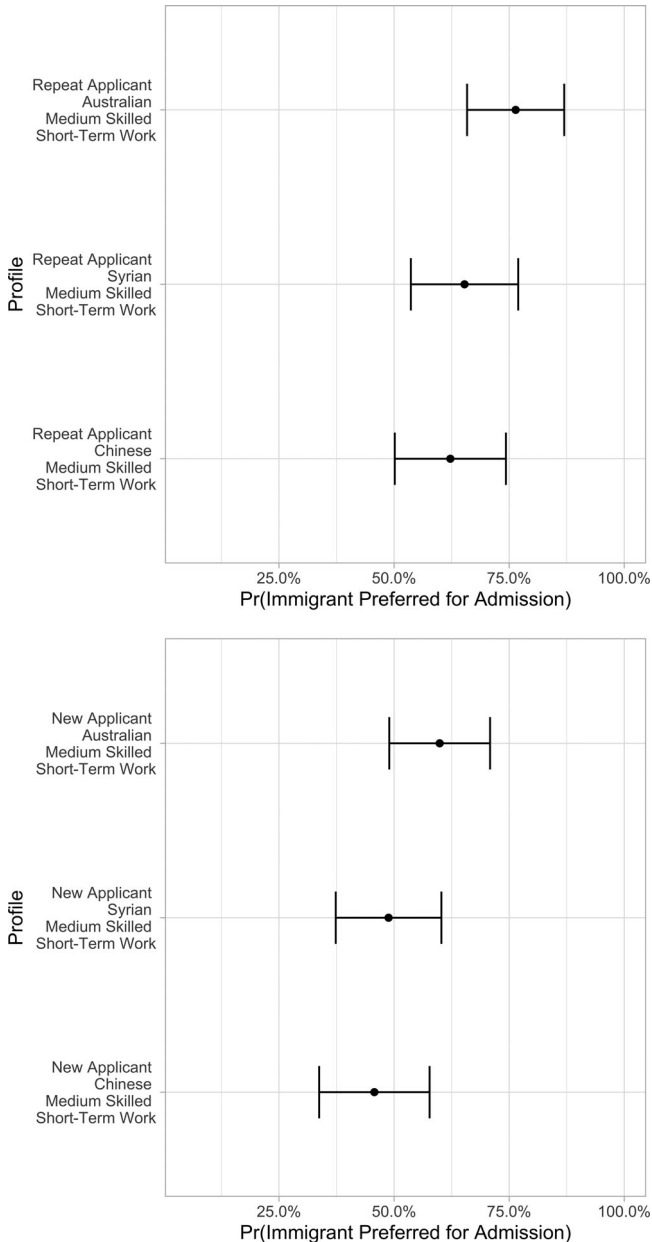 Repeat Applicant
Australian
Medium Skilled
Short-Term Work
Repeat Applicant
Syrian
Medium Skilled
Short-Term Work
Repeat Applicant
Chinese
Medium Skilled
Short-Term Work
Profile
25.0%
50.0%
75.0%
100.0%
Pr(Immigrant Preferred for Admission)
New Applicant
Australian
Medium Skilled
Short-Term Work
New Applicant
Syrian
Medium Skilled
Short-Term Work
New Applicant
Chinese
Medium Skilled
Short-Term Work
Profile
25.0%
50.0%
75.0%
100.0%
Pr(Immigrant Preferred for Admission)